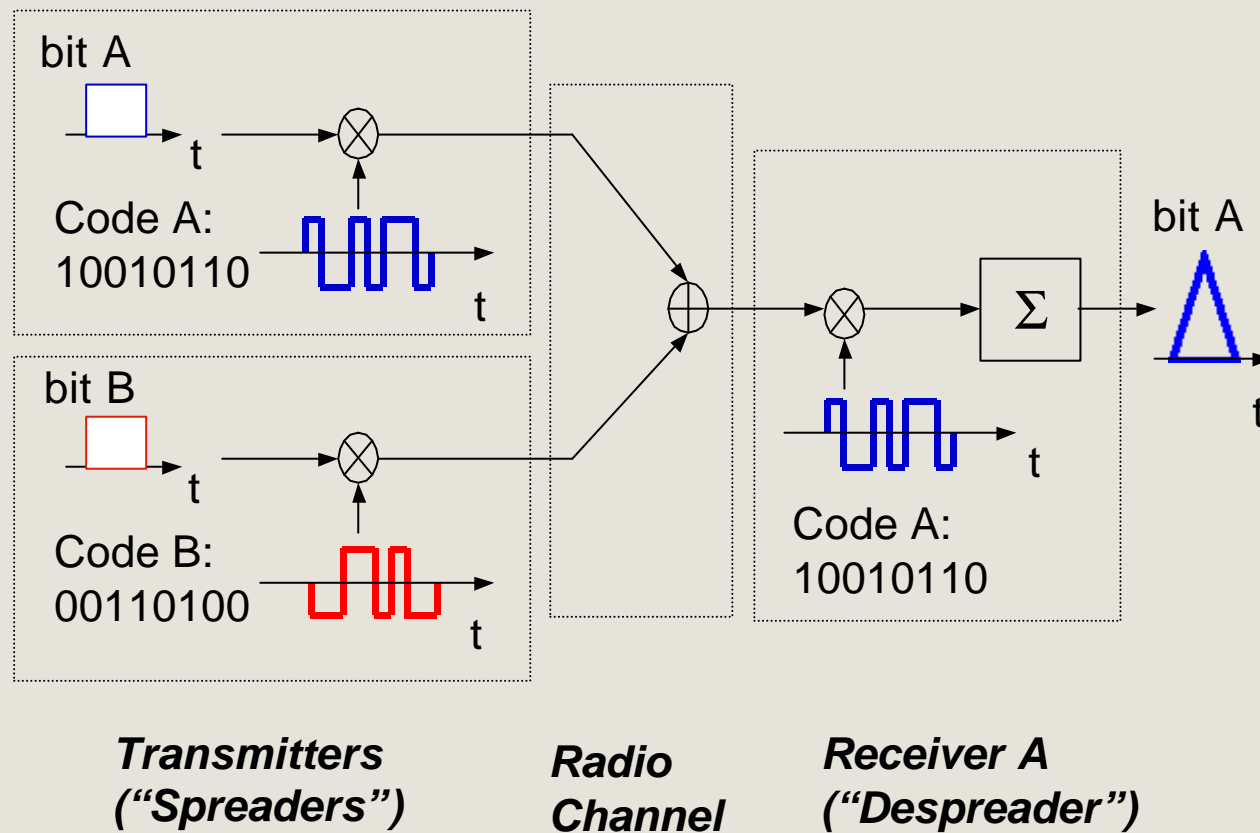 bit A
t
Code A:
10010110
t
bit B
t
Code B:
00110100
t
Σ
bit A
t
t
Code A:
10010110
Transmitters
(“Spreaders”)
Radio
Channel
Receiver A
(“Despreader”)